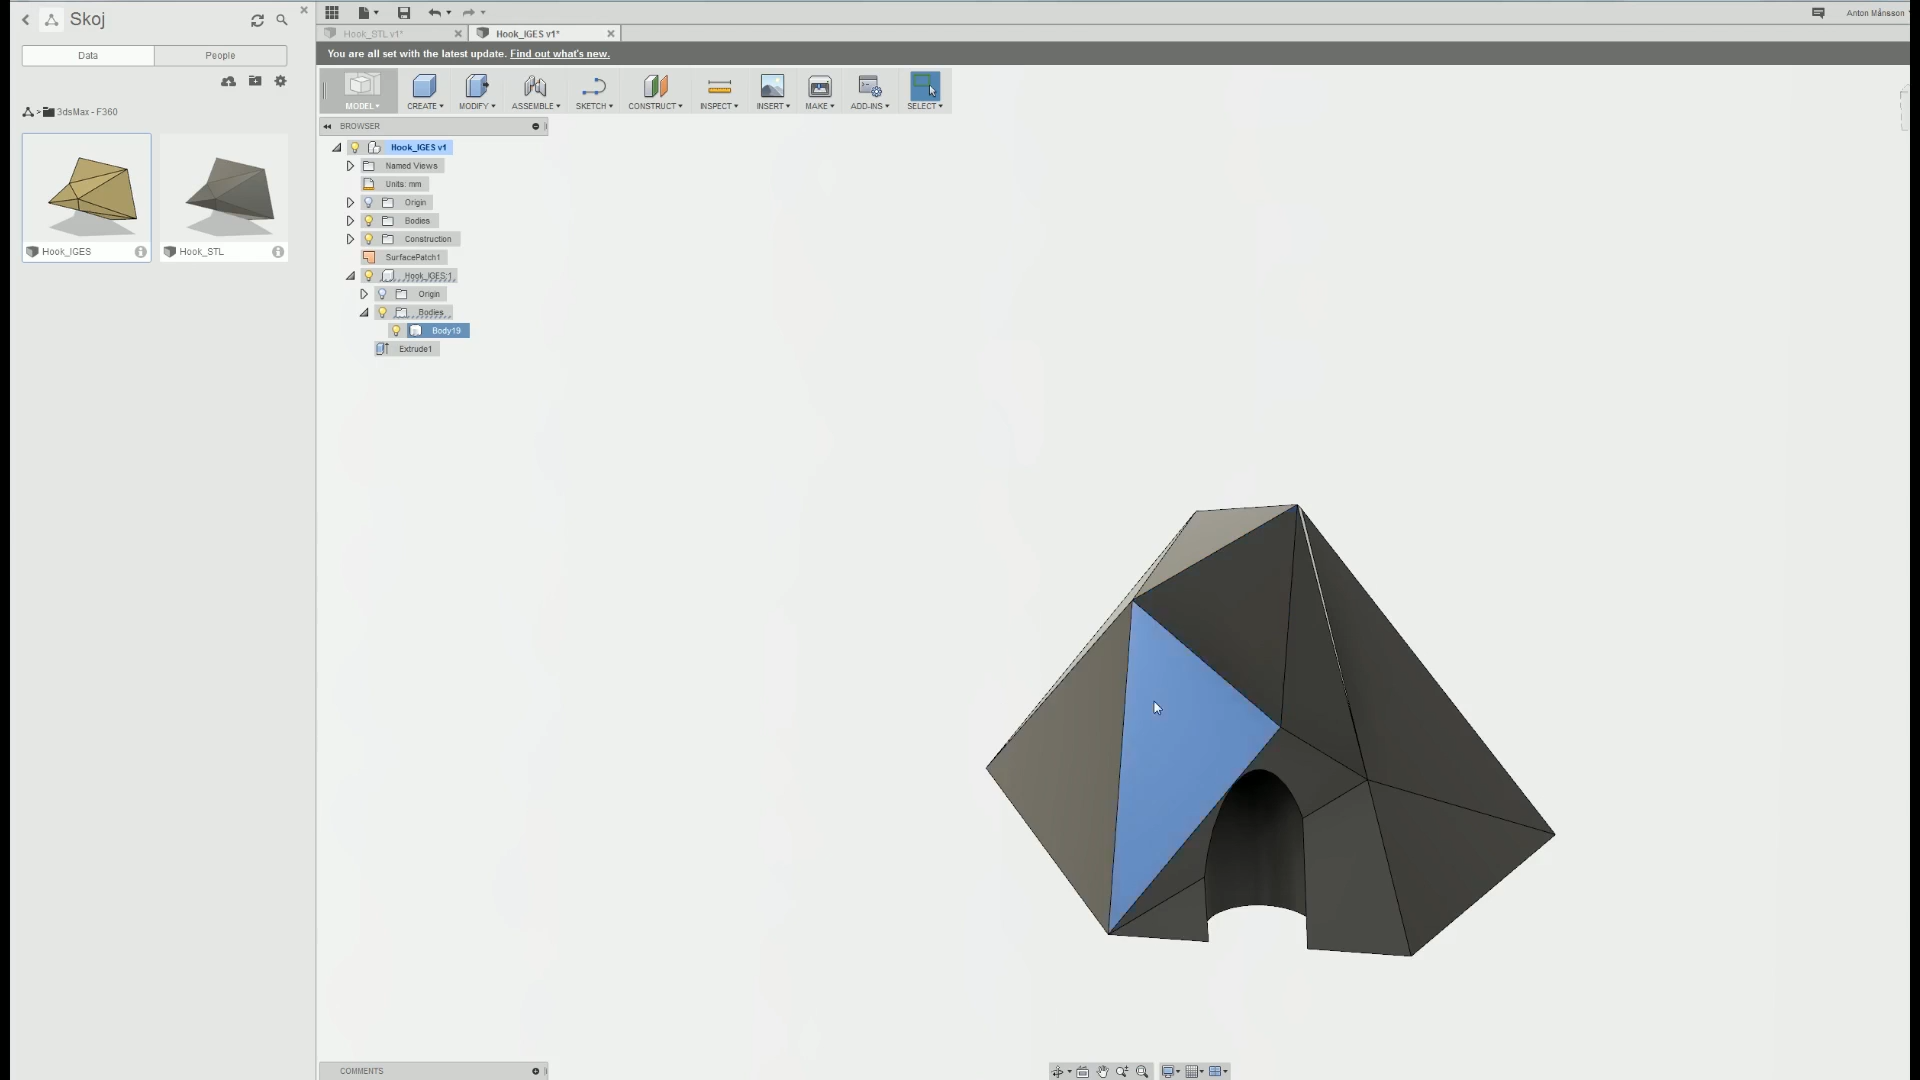 Skoj
Anton Månsson
Hook_STL v1*
Hook_IGES v1*
Data
People
You are all set with the latest update. Find out what's new.
MODEL
CREATE
MODIFY
ASSEMBLE
SKETCH
CONSTRUCT
INSPECT
INSERT
MAKE
ADD-INS
SELECT
> 3dsMax - F360
BROWSER
Hook_IGES v1
Named Views
Units: mm
Origin
Bodies
Construction
SurfacePatch1
Hook_IGES:1
Origin
Bodies
Body19
Extrude1
Hook_IGES
Hook_STL
COMMENTS